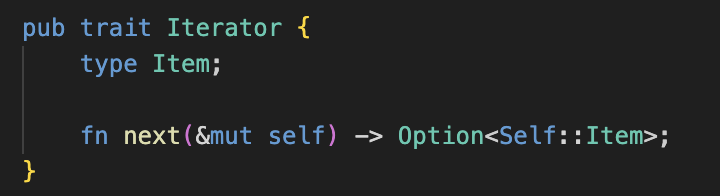 pub trait Iterator {
    type Item;

    fn next(&mut self) -> Option<Self::Item>;
}